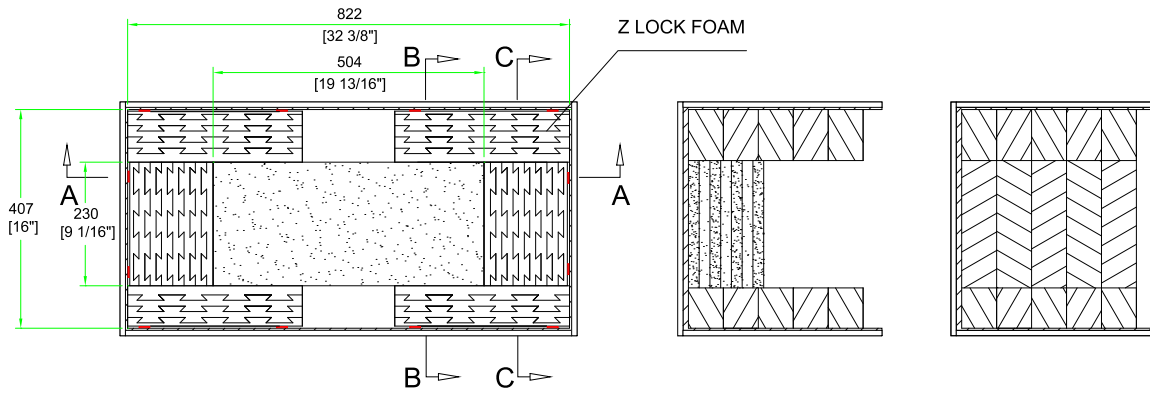 822
[32 3/8"]
Z LOCK FOAM
B
C
504
[19 13/16"]
A
A
407
[16"]
230
[9 1/16"]
B
C